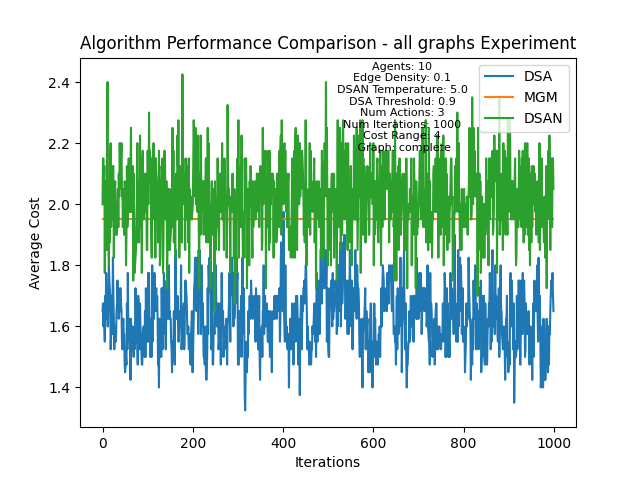 Algorithm Performance Comparison - all graphs Experiment
Agents: 10
Edge Density: 0.1
DSAN Temperature: 5.0
DSA Threshold: 0.9
Num Actions: 3
Num Iterations: 1000
Cost Range: 4
Graph: complete
DSA
MGM
DSAN
Average Cost
2.4
2.2
2.0
1.8
1.6
1.4
0
200
400
600
800
1000
Iterations